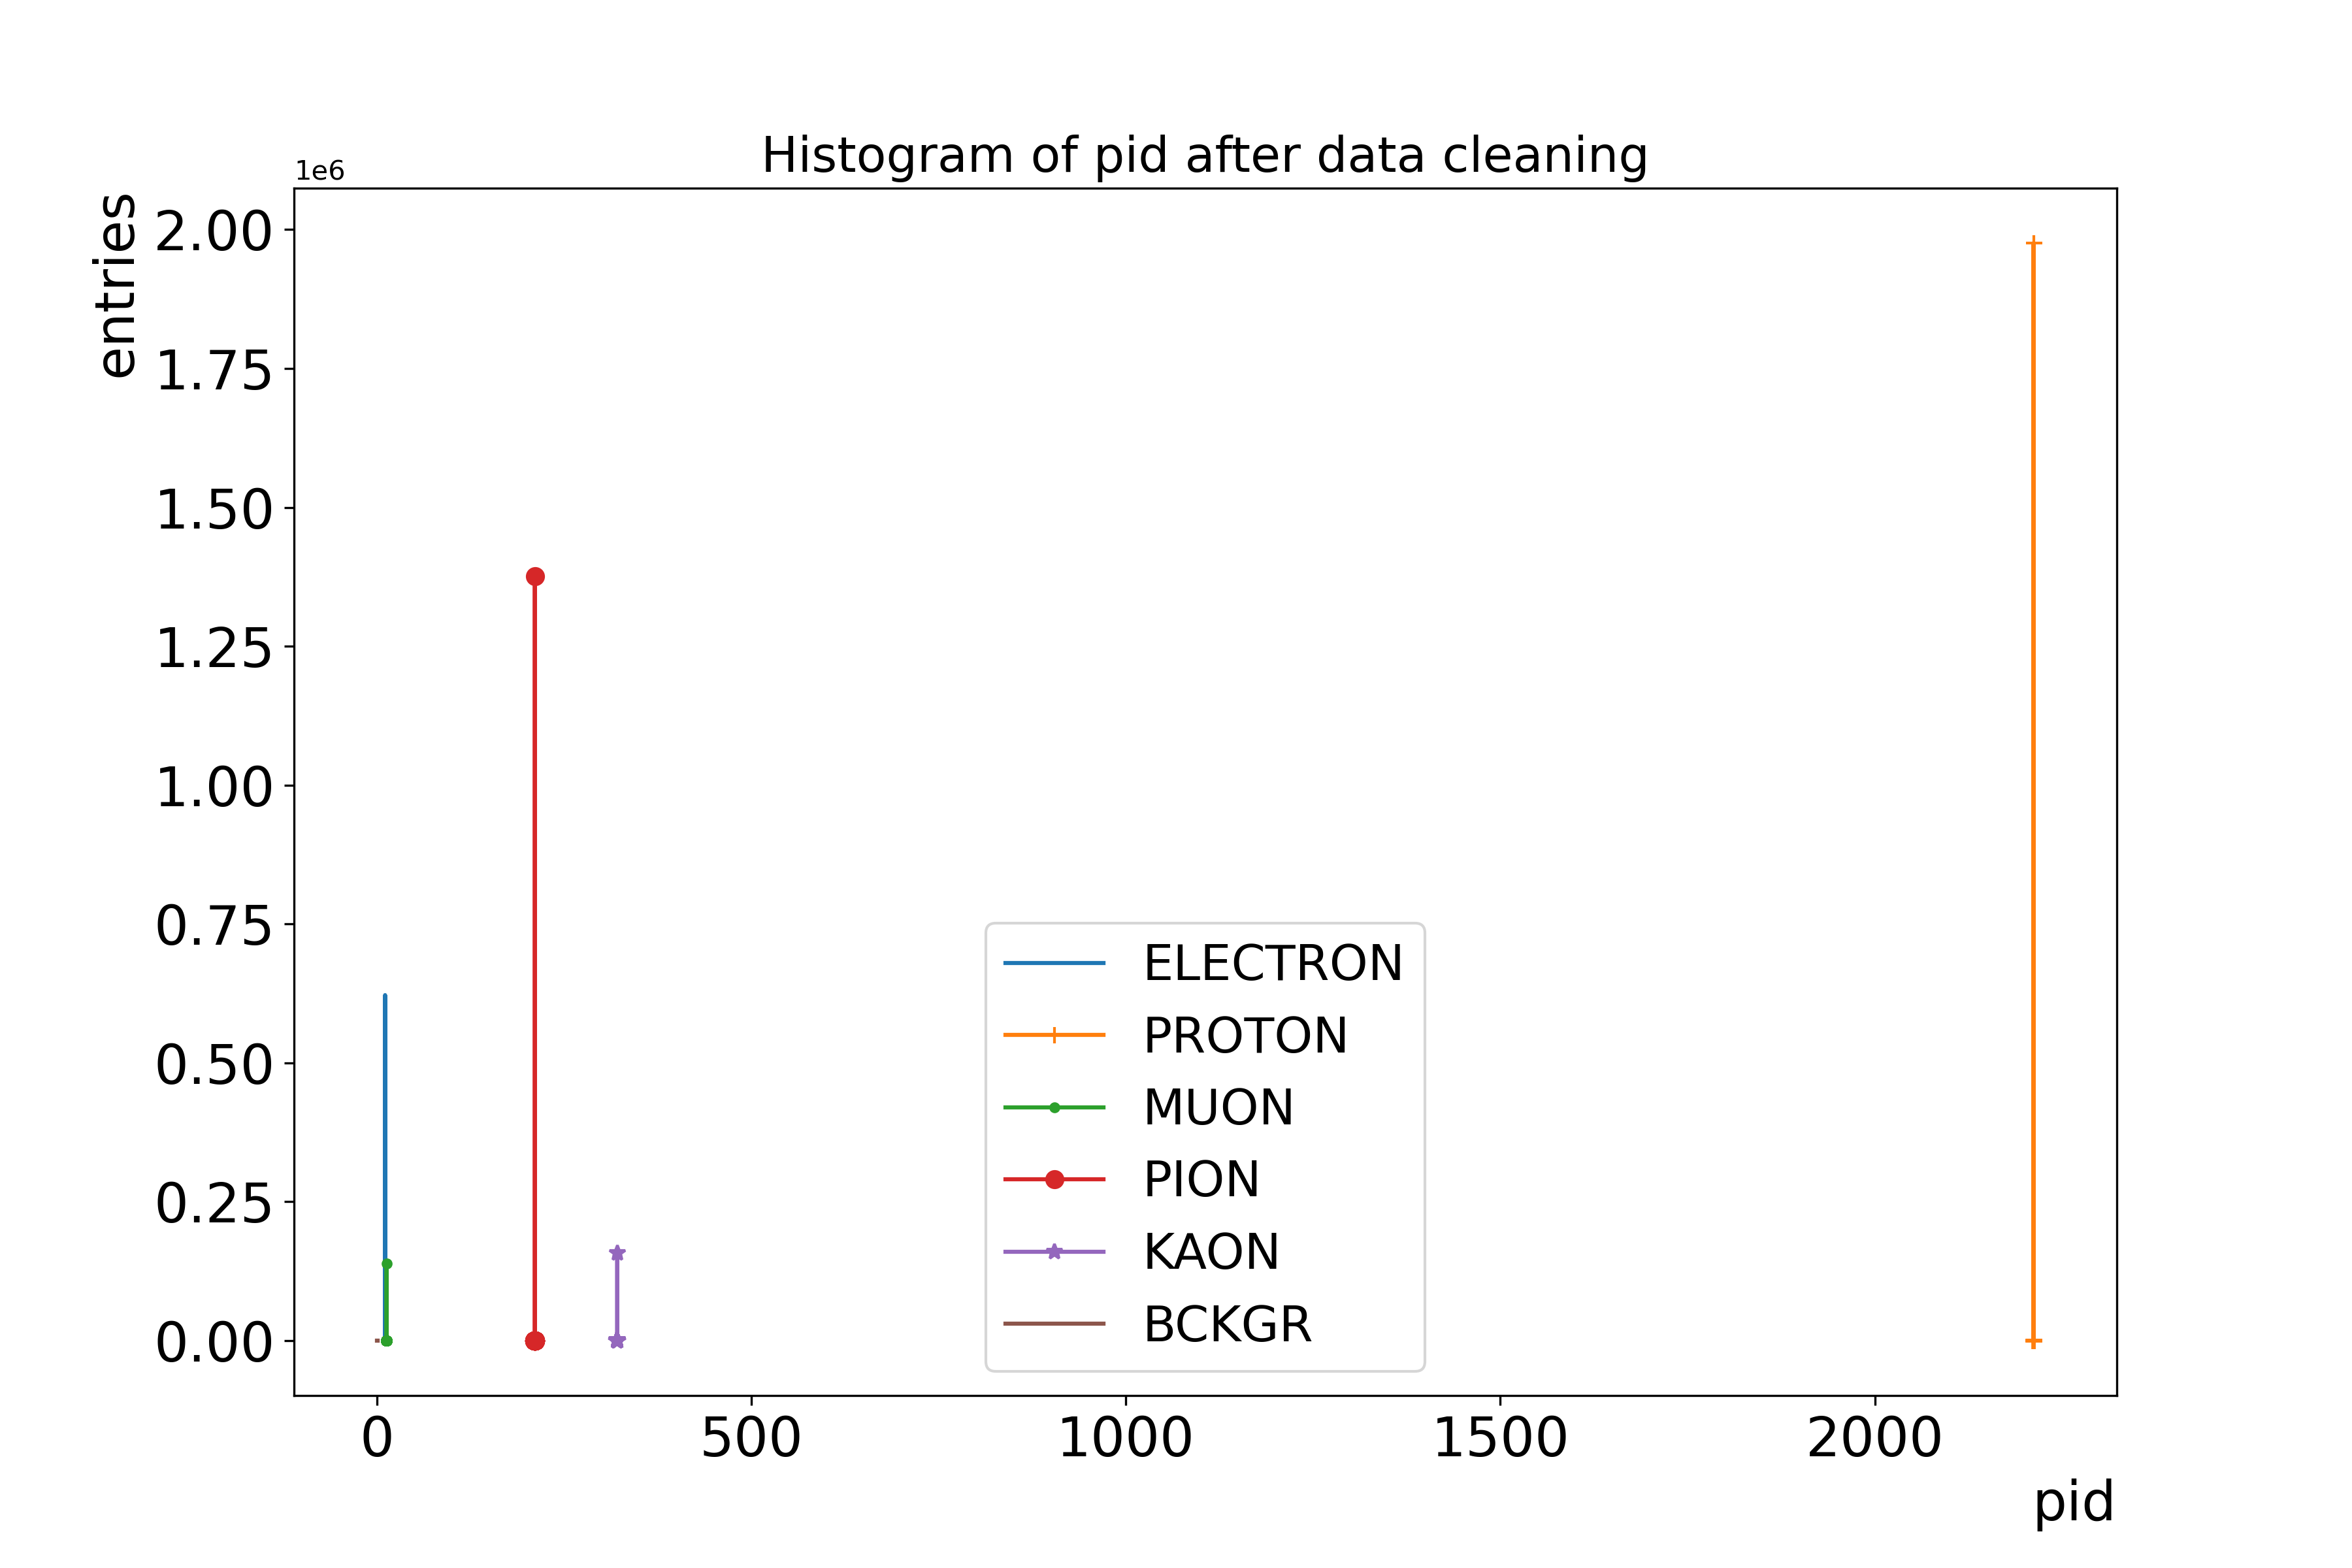 Histogram of pid after data cleaning
1e6
entries
2.00
1.75
1.50
1.25
1.00
0.75
0.50
0.25
0.00
ELECTRON
PROTON
MUON
PION
KAON
BCKGR
0 500 1000 1500 2000
pid